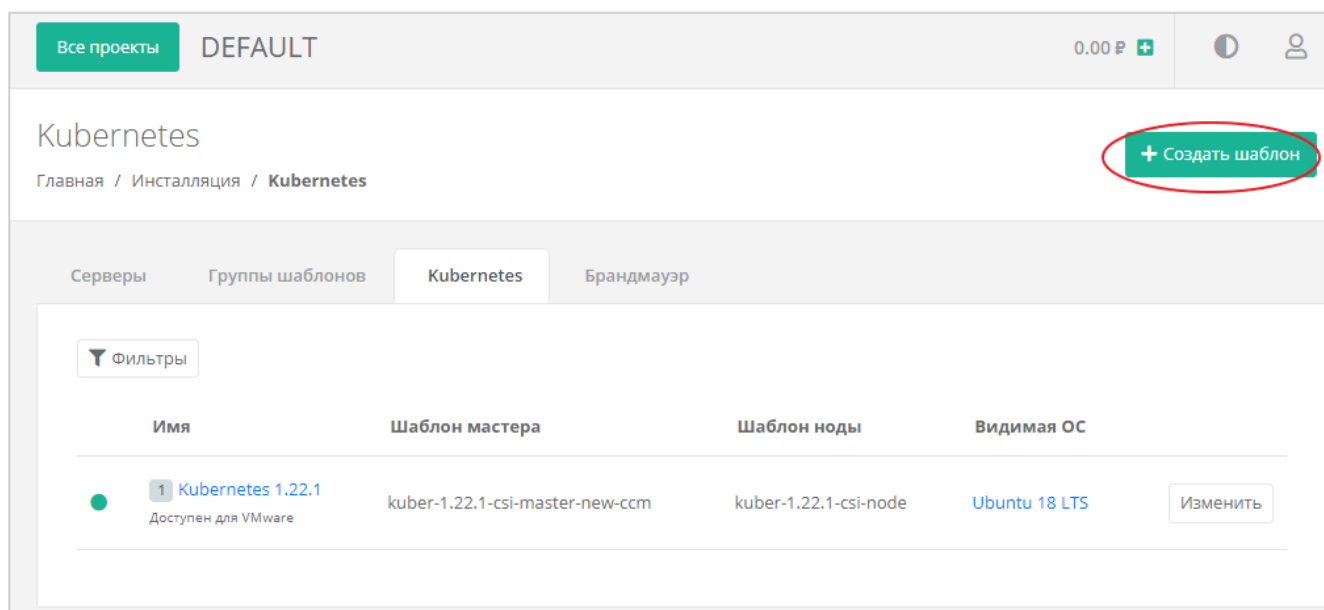 Все проекты DEFAULT 0.00 ₽
Kubernetes
+ Создать шаблон
Главная / Инсталляция / Kubernetes
Серверы Группы шаблонов Kubernetes Брандмауэр
Фильтры
Имя Шаблон мастера Шаблон ноды Видимая ОС
1 Kubernetes 1.22.1 kuber-1.22.1-csi-master-new-ccm kuber-1.22.1-csi-node Ubuntu 18 LTS Изменить
Доступен для VMware